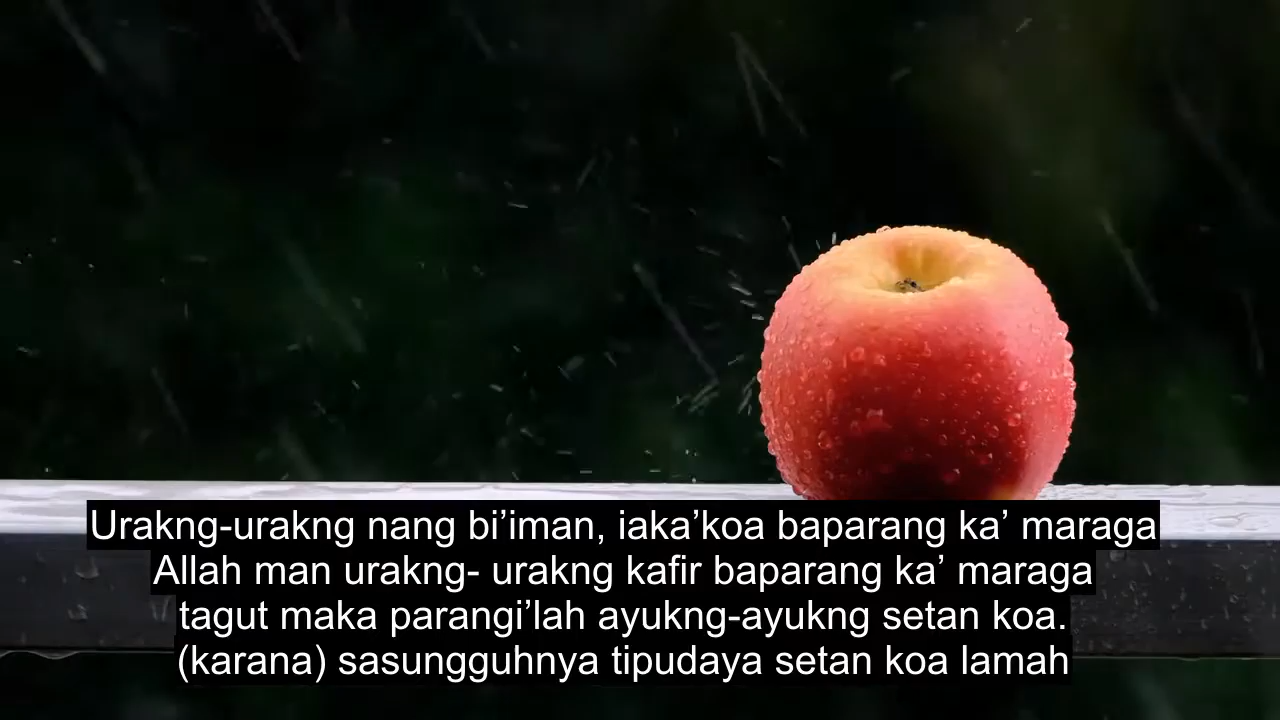 Urakng-urakng nang bi’iman, iaka’koa baparang ka’ maraga
Allah man urakng- urakng kafir baparang ka’ maraga
tagut maka parangi’lah ayukng-ayukng setan koa.
(karana) sasungguhnya tipudaya setan koa lamah